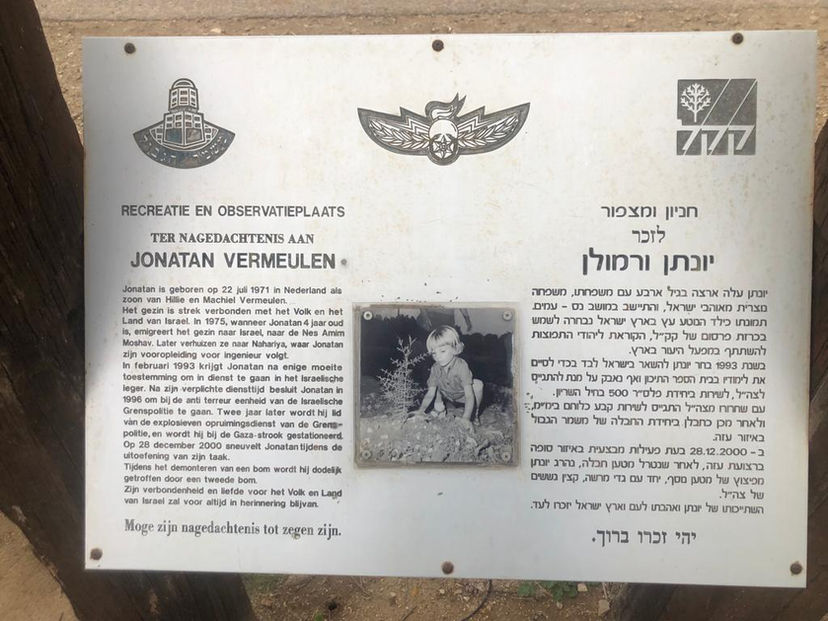 קקל
RECREATIE EN OBSERVATIEPLAATS
TER NAGEDACHTENIS AAN
JONATAN VERMEULEN
Jonatan is geboren op 22 juli 1971 in Nederland als
zoon van Hillie en Machiel Vermeulen.
Het gezin is strek verbonden met het Volk en het
Land van Israel. In 1975, wanneer Jonatan 4 jaar oud
is, emigreert het gezin naar Israel, naar de Nes Amim
Moshav. Later verhuizen ze naar Nahariya, waar Jonatan
zijn vooropleiding voor ingenieur volgt.
In februari 1993 krijgt Jonatan na enige moeite
toestemming om in dienst te gaan in het Israelische
leger. Na zijn verplichte diensttijd besluit Jonatan in
1996 om bij de anti terreur eenheid van de Israelische
Grenspolitie te gaan. Twee jaar later wordt hij lid
van de explosieven opruimingsdienst van de Grens-
politie, en wordt hij bij de Gaza-strook gestationeerd.
Op 28 december 2000 sneuvelt Jonatan tijdens de
uitoefening van zijn taak.
Tijdens het demonteren van een bom wordt hij dodelijk
getroffen door een tweede bom.
Zijn verbondenheid en liefde voor het Volk en Land
van Israel zal voor altijd in herinnering blijvan.
Moge zijn nagedachtenis tot zegen zijn.
חניון ומצפור
לזכר
יונתן ורמולן
יונתן עלה ארצה בגיל ארבע עם משפחתו, משפחה
נוצרית מאוהבי ישראל, והתיישב במושב נס - עמים.
תמונתו כילד הנוטע עץ בארץ ישראל נבחרה לשמש
בכרזות פרסום של קק"ל, הקוראת ליהודי התפוצות
להשתתף במפעל היעור בארץ.
בשנת 1993 בחר יונתן להשאר בישראל לבד בכדי לסיים
את לימודיו בבית הספר התיכון ואף נאבק על מנת להתגייס
לצה"ל, לשירות ביחידת פלס"ר 500 בחיל השריון.
עם שחרורו מצה"ל התגייס לשירות קבע כלוחם בימ"מ,
ולאחר מכן כחבלן ביחידת החבלה של משמר הגבול
באיזור עזה.
ב - 28.12.2000 בעת פעילות מבצעית באיזור סופה
ברצועת עזה, לאחר שנטרל מטען חבלה, נהרג יונתן
מפיצוץ של מטען נוסף, יחד עם גדי מרשה, קצין גששים
של צה"ל.
השתייכותו של יונתן ואהבתו לעם וארץ ישראל יזכרו לעד.
יהי זכרו ברוך.